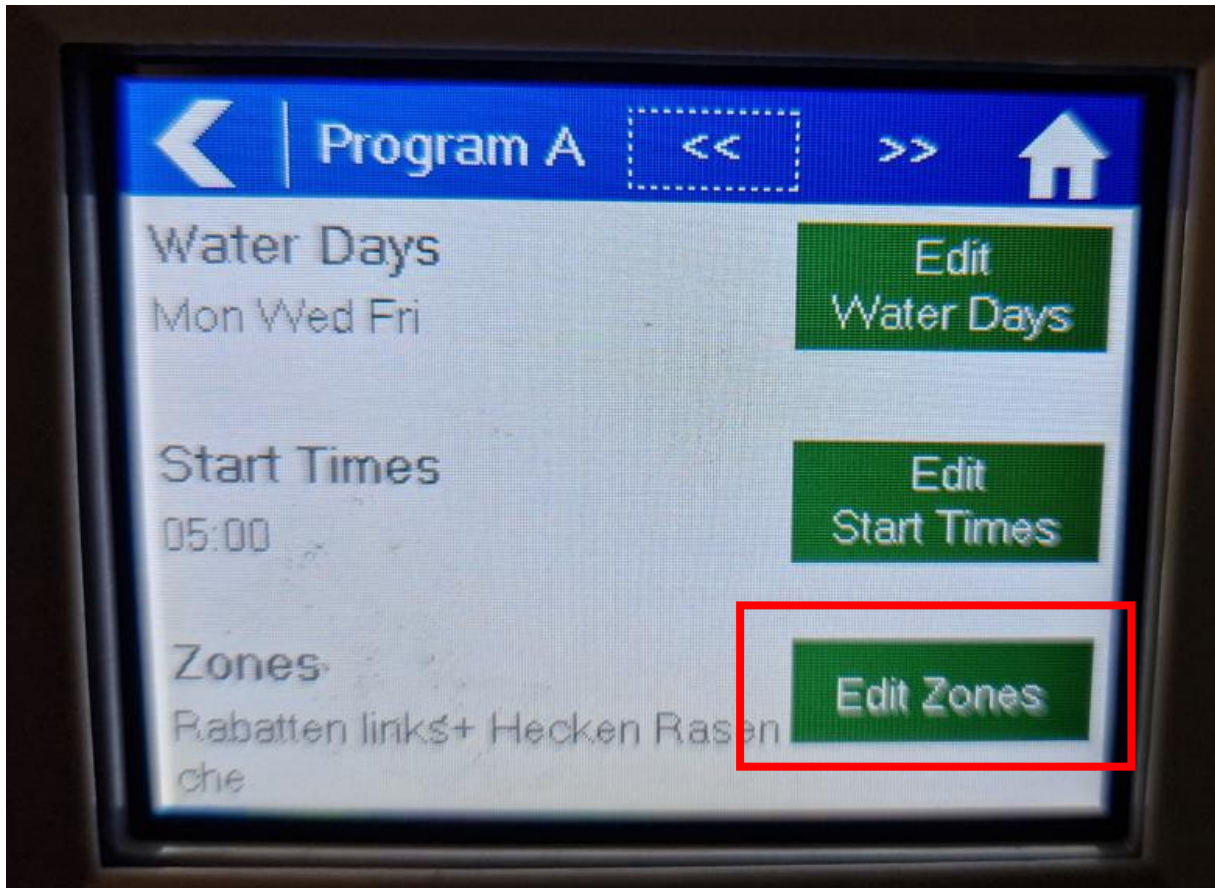 Program A << >>
Water Days
Mon Wed Fri
Edit
Water Days
Start Times
05:00
Edit
Start Times
Zones
Rabatten links+ Hecken Rasen
che
Edit Zones